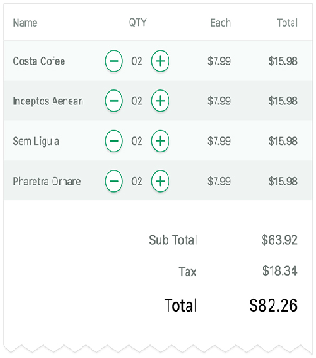 Name QTY Each Total
Costa Cofee 02 $7.99 $15.98
Inceptos Aenean 02 $7.99 $15.98
Sem Ligula 02 $7.99 $15.98
Pharetra Ornare 02 $7.99 $15.98
Sub Total $63.92
Tax $18.34
Total $82.26